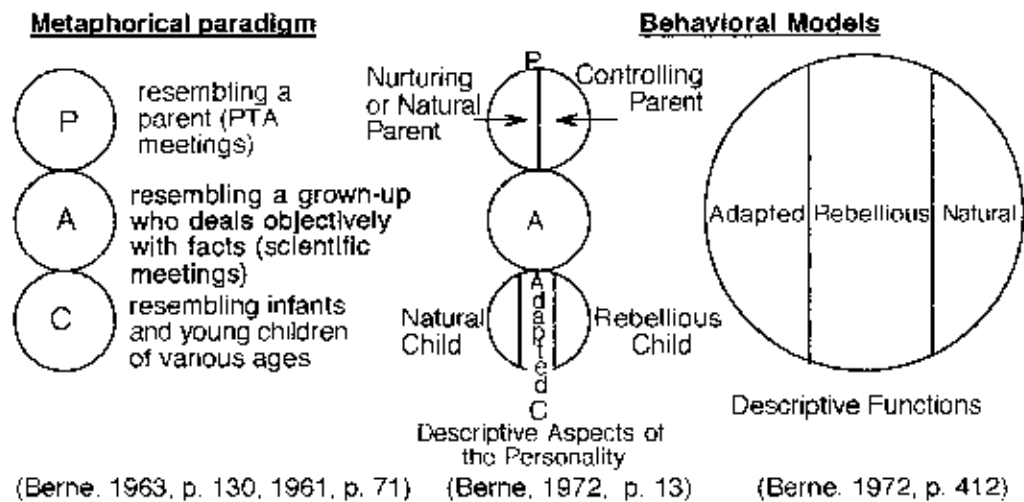 Metaphorical paradigm
Behavioral Models
P
resembling a
parent (PTA
meetings)
A
resembling a grown-up
who deals objectively
with facts (scientific
meetings)
C
resembling infants
and young children
of various ages
P
Nurturing
or Natural
Parent
Controlling
Parent
A
Natural
Child
Adapted
Rebellious
Child
C
Descriptive Aspects of
the Personality
Adapted Rebellious Natural
Descriptive Functions
(Berne. 1963, p. 130, 1961, p. 71)
(Berne, 1972, p. 13)
(Berne, 1972, p. 412)